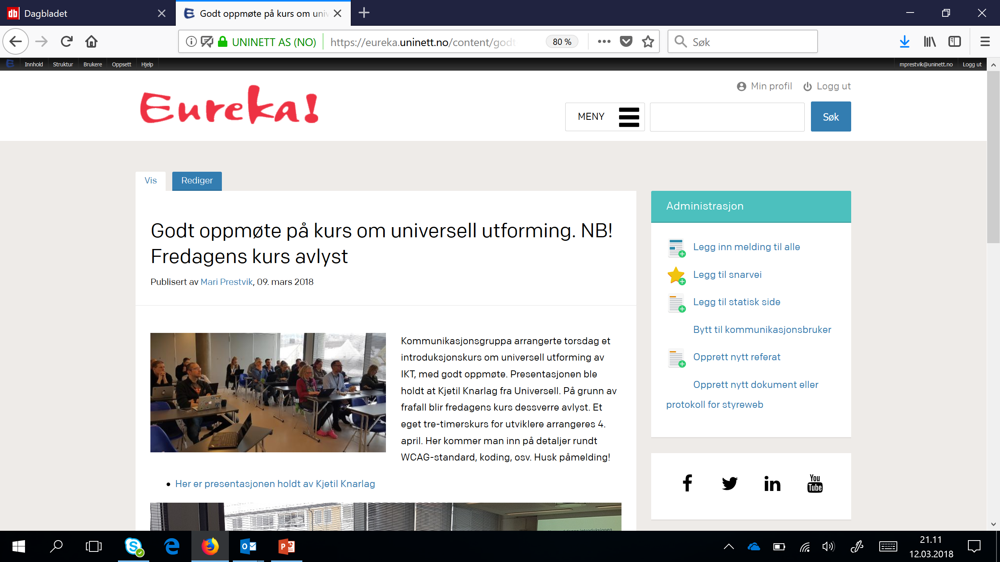 Dagbladet
Godt oppmøte på kurs om univ
UNINETT AS (NO)
https://eureka.uninett.no/content/godt-
80 %
Søk
Innhold
Struktur
Brukere
Oppsett
Hjelp
mprestvik@uninett.no
Logg ut
Eureka!
Min profil
Logg ut
MENY
Søk
Vis
Rediger
Godt oppmøte på kurs om universell utforming. NB!
Fredagens kurs avlyst
Publisert av Mari Prestvik, 09. mars 2018
Kommunikasjonsgruppa arrangerte torsdag et
introduksjonskurs om universell utforming av
IKT, med godt oppmøte. Presentasjonen ble
holdt at Kjetil Knarlag fra Universell. På grunn av
frafall blir fredagens kurs dessverre avlyst. Et
eget tre-timerskurs for utviklere arrangeres 4.
april. Her kommer man inn på detaljer rundt
WCAG-standard, koding, osv. Husk påmelding!
Her er presentasjonen holdt av Kjetil Knarlag
Administrasjon
Legg inn melding til alle
Legg til snarvei
Legg til statisk side
Bytt til kommunikasjonsbruker
Opprett nytt referat
Opprett nytt dokument eller
protokoll for styreweb
You
Tube
21.11
12.03.2018